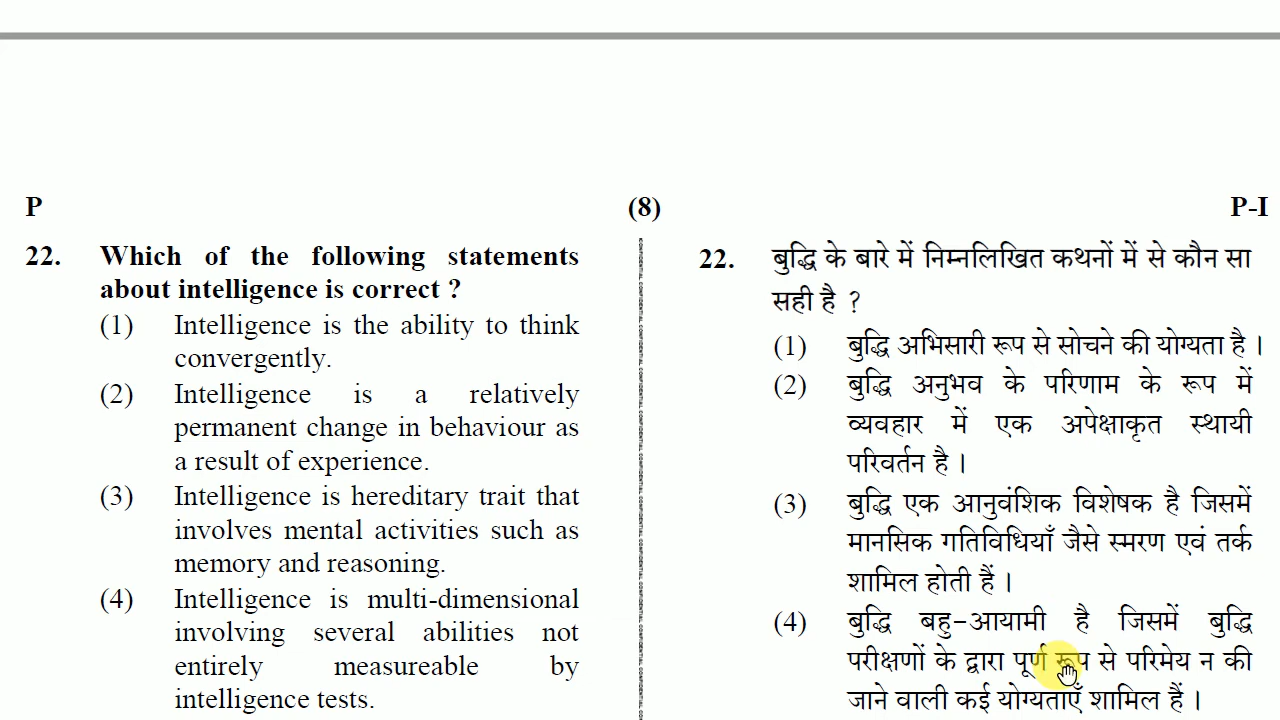 P (8) P-I
22. Which of the following statements
about intelligence is correct ?
(1) Intelligence is the ability to think
convergently.
(2) Intelligence is a relatively
permanent change in behaviour as
a result of experience.
(3) Intelligence is hereditary trait that
involves mental activities such as
memory and reasoning.
(4) Intelligence is multi-dimensional
involving several abilities not
entirely measureable by
intelligence tests.
22. बुद्धि के बारे में निम्नलिखित कथनों में से कौन सा
सही है ?
(1) बुद्धि अभिसारी रूप से सोचने की योग्यता है ।
(2) बुद्धि अनुभव के परिणाम के रूप में
व्यवहार में एक अपेक्षाकृत स्थायी
परिवर्तन है ।
(3) बुद्धि एक आनुवंशिक विशेषक है जिसमें
मानसिक गतिविधियाँ जैसे स्मरण एवं तर्क
शामिल होती हैं ।
(4) बुद्धि बहु-आयामी है जिसमें बुद्धि
परीक्षणों के द्वारा पूर्ण रूप से परिमेय न की
जाने वाली कई योग्यताएँ शामिल हैं ।